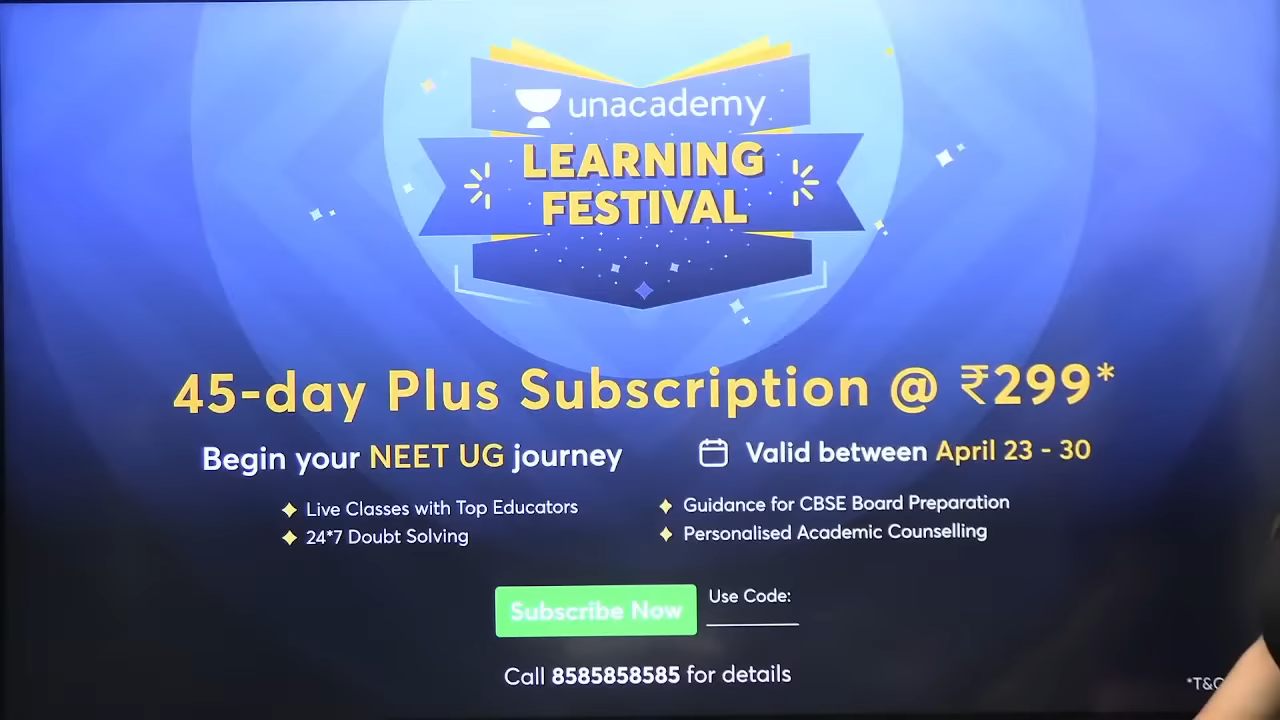 unacademy
LEARNING
FESTIVAL
45-day Plus Subscription @ ₹299*
Begin your NEET UG journey
Valid between April 23 - 30
Live Classes with Top Educators
24*7 Doubt Solving
Guidance for CBSE Board Preparation
Personalised Academic Counselling
Subscribe Now
Use Code:
Call 8585858585 for details